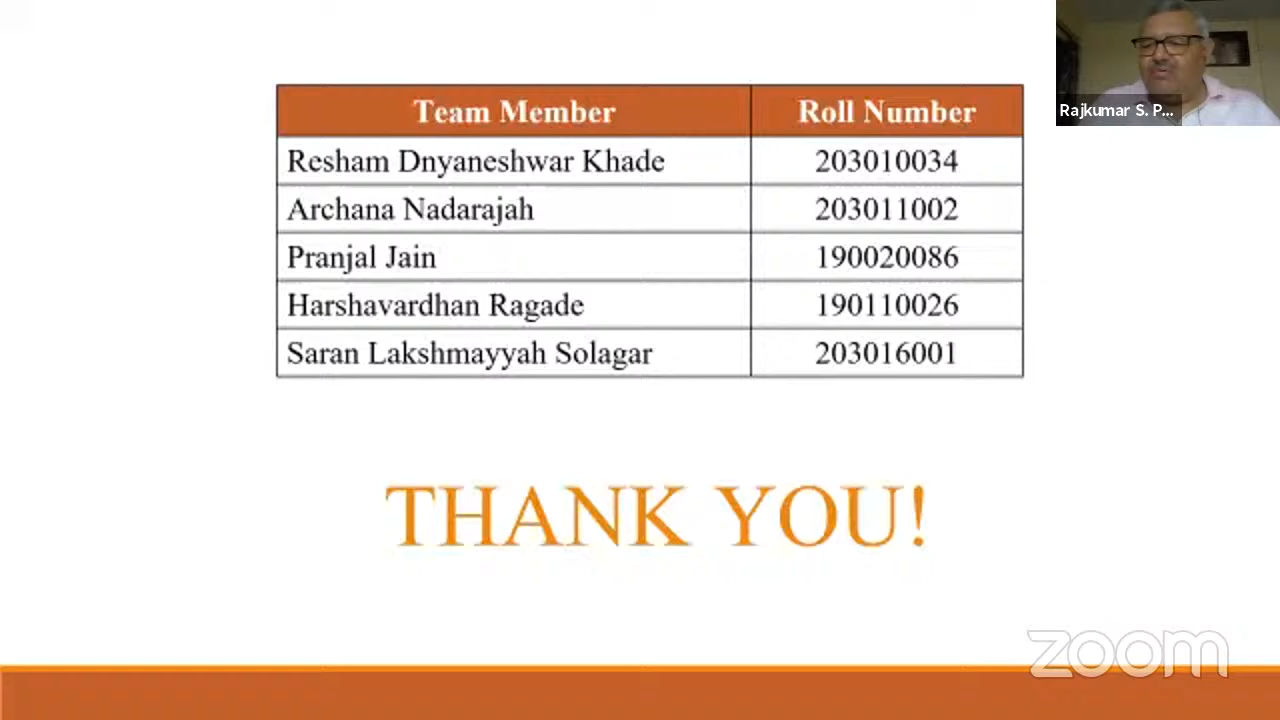 Team Member Roll Number
Resham Dnyaneshwar Khade 203010034
Archana Nadarajah 203011002
Pranjal Jain 190020086
Harshavardhan Ragade 190110026
Saran Lakshmayyah Solagar 203016001
THANK YOU!
Rajkumar S. P...
zoom